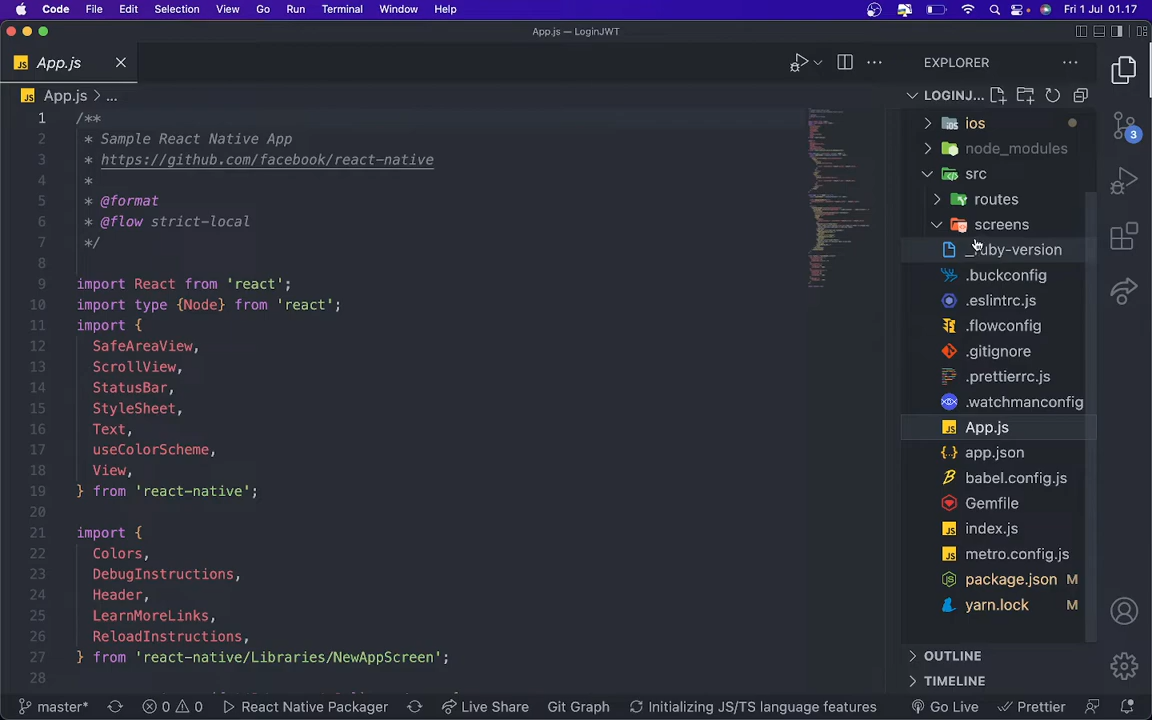 Code File Edit Selection View Go Run Terminal Window Help Fri 1 Jul 01.17
App.js — LoginJWT
App.js
App.js > ...
1 /**
2 * Sample React Native App
3 * https://github.com/facebook/react-native
4 *
5 * @format
6 * @flow strict-local
7 */
8
9 import React from 'react';
10 import type {Node} from 'react';
11 import {
12 SafeAreaView,
13 ScrollView,
14 StatusBar,
15 StyleSheet,
16 Text,
17 useColorScheme,
18 View,
19 } from 'react-native';
20
21 import {
22 Colors,
23 DebugInstructions,
24 Header,
25 LearnMoreLinks,
26 ReloadInstructions,
27 } from 'react-native/Libraries/NewAppScreen';
28
EXPLORER
LOGINJ...
ios
node_modules
src
routes
screens
_ruby-version
.buckconfig
.eslintrc.js
.flowconfig
.gitignore
.prettierrc.js
.watchmanconfig
App.js
app.json
babel.config.js
Gemfile
index.js
metro.config.js
package.json M
yarn.lock M
OUTLINE
TIMELINE
3
master* 0 0 React Native Packager Live Share Git Graph Initializing JS/TS language features Go Live Prettier